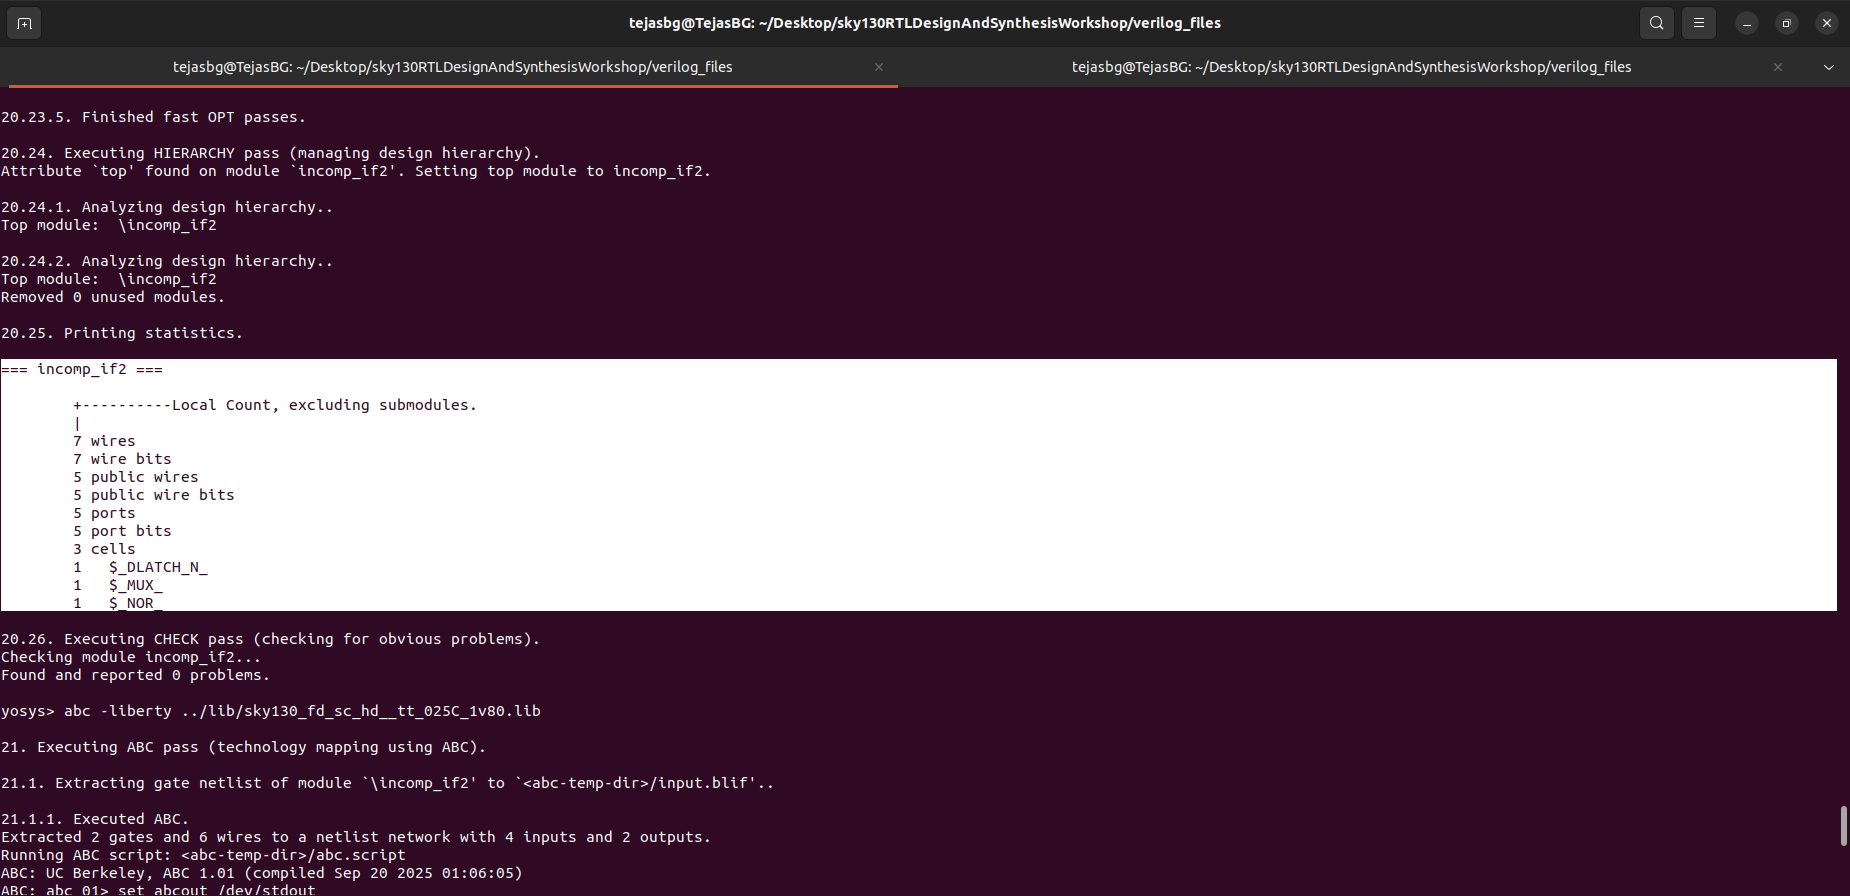 tejasbg@TejasBG: ~/Desktop/sky130RTLDesignAndSynthesisWorkshop/verilog_files
tejasbg@TejasBG: ~/Desktop/sky130RTLDesignAndSynthesisWorkshop/verilog_files
tejasbg@TejasBG: ~/Desktop/sky130RTLDesignAndSynthesisWorkshop/verilog_files
20.23.5. Finished fast OPT passes.
20.24. Executing HIERARCHY pass (managing design hierarchy).
Attribute `top' found on module `incomp_if2'. Setting top module to incomp_if2.
20.24.1. Analyzing design hierarchy..
Top module:  \incomp_if2
20.24.2. Analyzing design hierarchy..
Top module:  \incomp_if2
Removed 0 unused modules.
20.25. Printing statistics.
=== incomp_if2 ===
        +----------Local Count, excluding submodules.
        |
        7 wires
        7 wire bits
        5 public wires
        5 public wire bits
        5 ports
        5 port bits
        3 cells
        1   $_DLATCH_N_
        1   $_MUX_
        1   $_NOR_
20.26. Executing CHECK pass (checking for obvious problems).
Checking module incomp_if2...
Found and reported 0 problems.
yosys> abc -liberty ../lib/sky130_fd_sc_hd__tt_025C_1v80.lib
21. Executing ABC pass (technology mapping using ABC).
21.1. Extracting gate netlist of module `\incomp_if2' to `<abc-temp-dir>/input.blif'..
21.1.1. Executed ABC.
Extracted 2 gates and 6 wires to a netlist network with 4 inputs and 2 outputs.
Running ABC script: <abc-temp-dir>/abc.script
ABC: UC Berkeley, ABC 1.01 (compiled Sep 20 2025 01:06:05)
ABC: abc 01> set abcout /dev/stdout